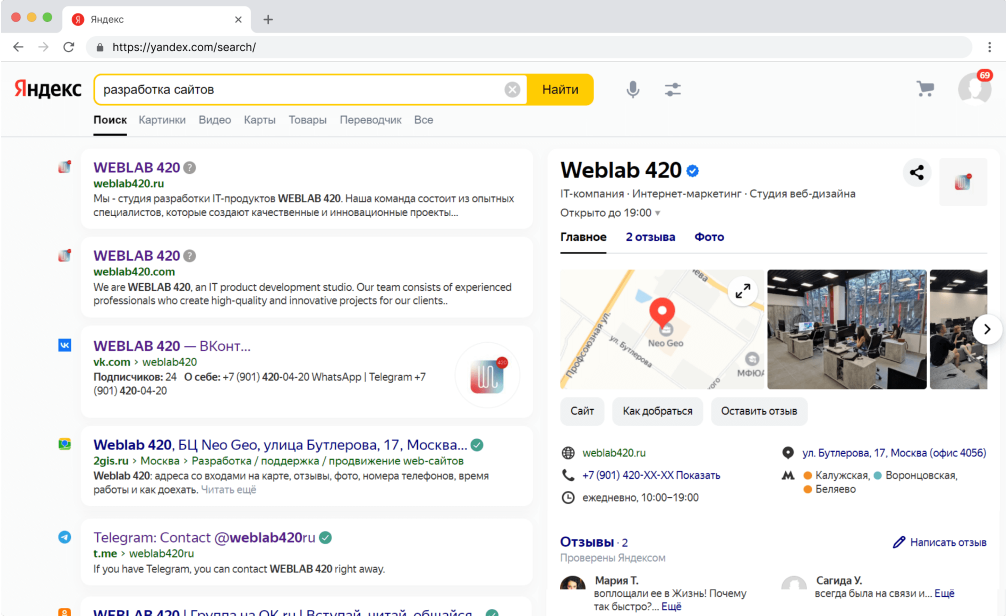 Яндекс
https://yandex.com/search/
Яндекс
разработка сайтов
Найти
69
Поиск Картинки Видео Карты Товары Переводчик Все
WEBLAB 420
weblab420.ru
Мы - студия разработки IT-продуктов WEBLAB 420. Наша команда состоит из опытных
специалистов, которые создают качественные и инновационные проекты...
WEBLAB 420
weblab420.com
We are WEBLAB 420, an IT product development studio. Our team consists of experienced
professionals who create high-quality and innovative projects for our clients..
WEBLAB 420 — ВКонт...
vk.com › weblab420
Подписчиков: 24 О себе: +7 (901) 420-04-20 WhatsApp | Telegram +7
(901) 420-04-20
Weblab 420, БЦ Neo Geo, улица Бутлерова, 17, Москва...
2gis.ru › Москва › Разработка / поддержка / продвижение web-сайтов
Weblab 420: адреса со входами на карте, отзывы, фото, номера телефонов, время
работы и как доехать. Читать ещё
Telegram: Contact @weblab420ru
t.me › weblab420ru
If you have Telegram, you can contact WEBLAB 420 right away.
WEBLAB 420 | Группа на OK.ru | Вступай, читай, общайся
Weblab 420
IT-компания · Интернет-маркетинг · Студия веб-дизайна
Открыто до 19:00
Главное 2 отзыва Фото
Профсоюзная ул.
ул. Бутлерова
Neo Geo
МФЮА
Сайт Как добраться Оставить отзыв
weblab420.ru
+7 (901) 420-XX-XX Показать
ежедневно, 10:00–19:00
ул. Бутлерова, 17, Москва (офис 4056)
Калужская, Воронцовская,
Беляево
Отзывы · 2
Написать отзыв
Проверены Яндексом
Мария Т.
воплощали ее в Жизнь! Почему
так быстро?... Ещё
Сагида У.
всегда была на связи и... Ещё